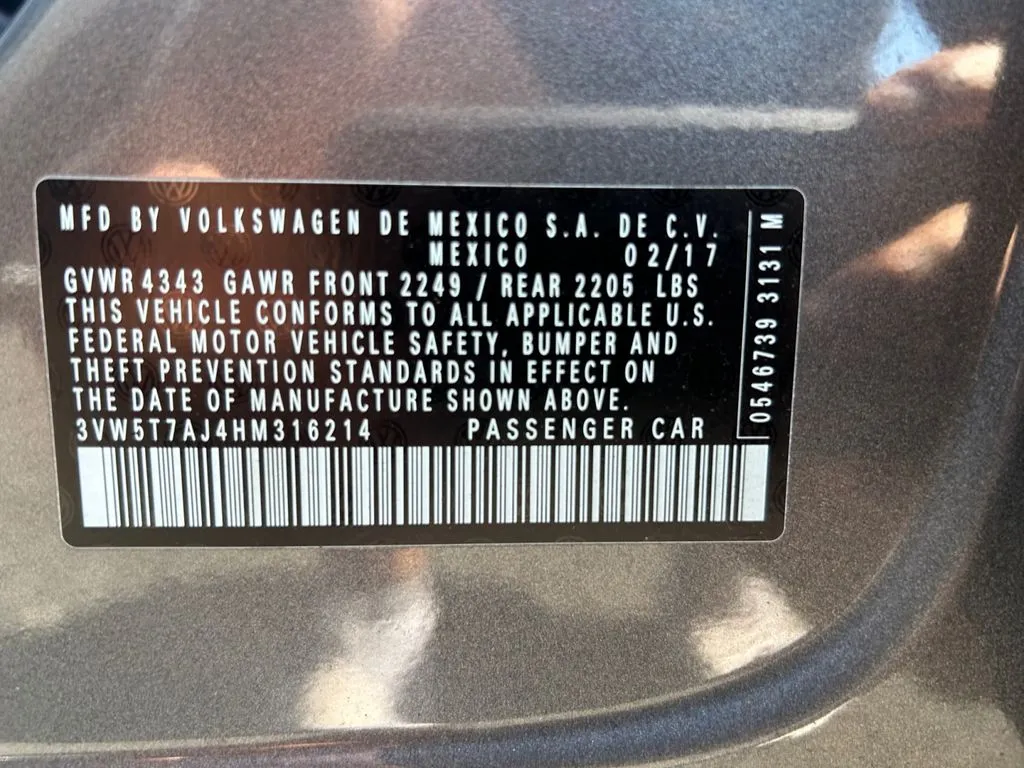 MFD BY VOLKSWAGEN DE MEXICO S.A. DE C.V.
MEXICO 02/17
GVWR 4343 GAWR FRONT 2249 / REAR 2205 LBS
THIS VEHICLE CONFORMS TO ALL APPLICABLE U.S.
FEDERAL MOTOR VEHICLE SAFETY, BUMPER AND
THEFT PREVENTION STANDARDS IN EFFECT ON
THE DATE OF MANUFACTURE SHOWN ABOVE.
3VW5T7AJ4HM316214 PASSENGER CAR
0546739 3131 M